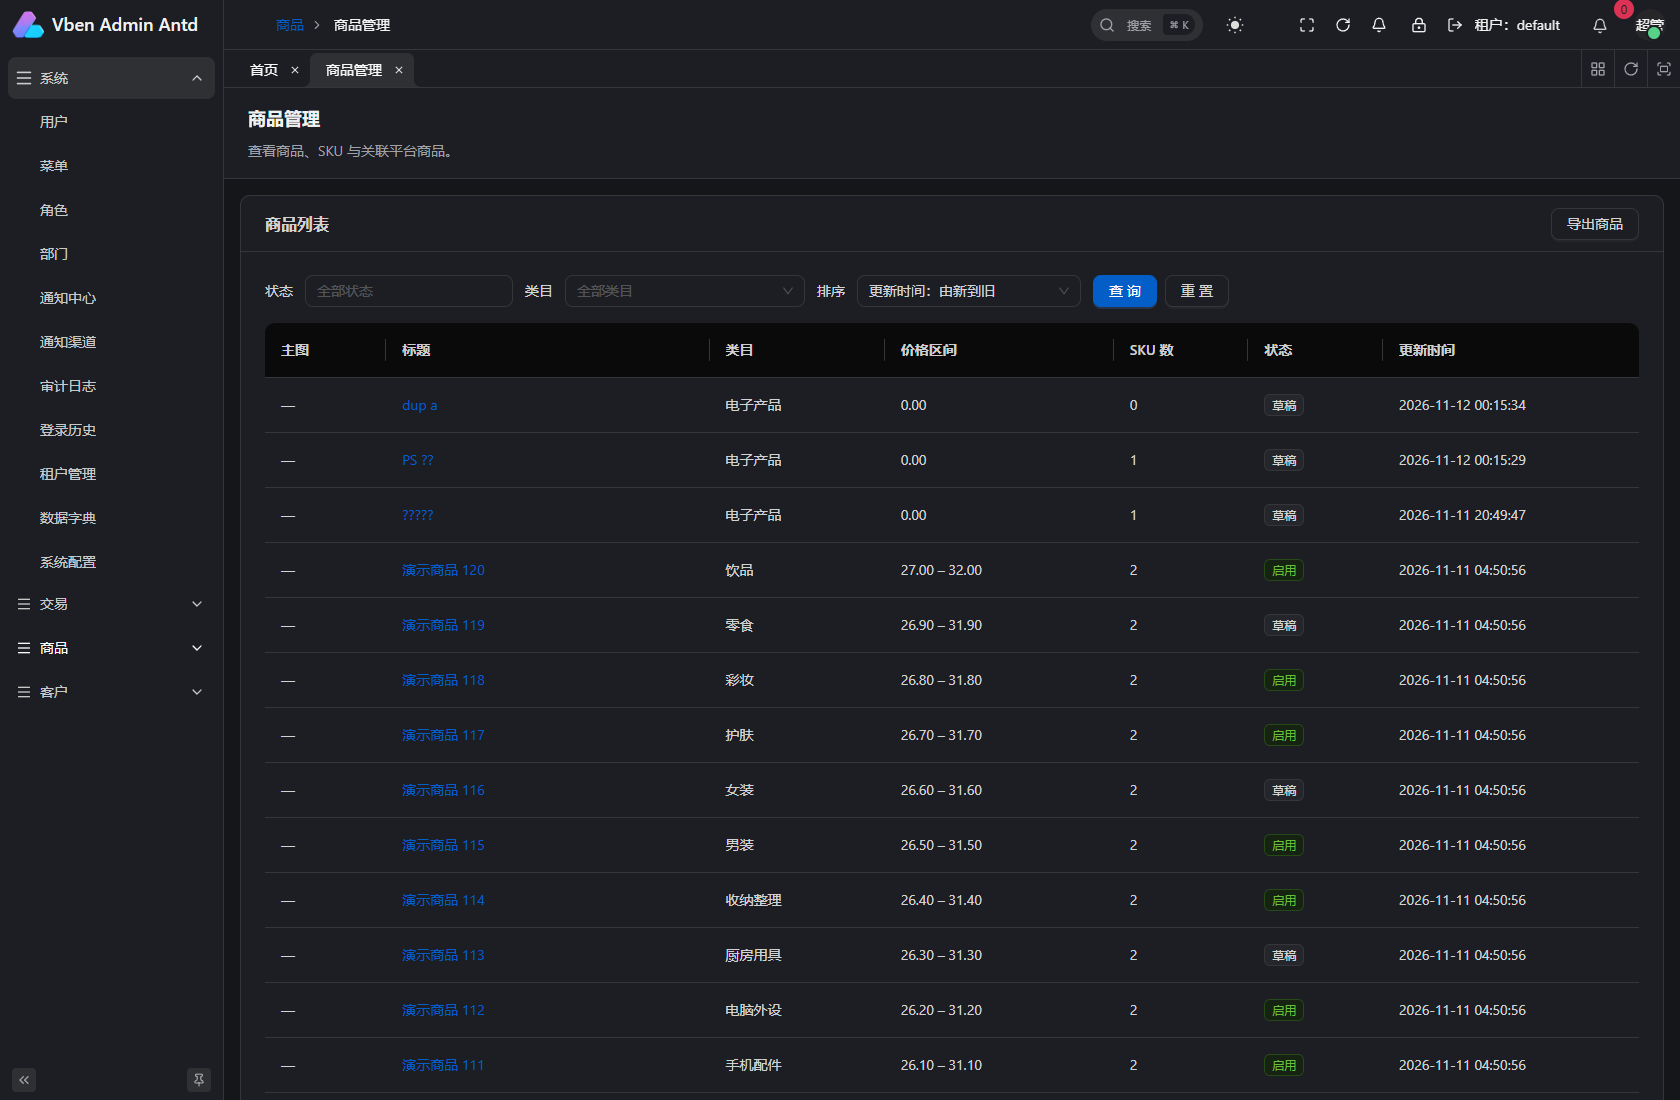 Vben Admin Antd
商品
商品管理
搜索
⌘ K
租户：default
0
超管
系统
用户
菜单
角色
部门
通知中心
通知渠道
审计日志
登录历史
租户管理
数据字典
系统配置
交易
商品
客户
首页
商品管理
商品管理
查看商品、SKU 与关联平台商品。
商品列表
导出商品
状态 全部状态 类目 全部类目 排序 更新时间：由新到旧 查 询 重 置
主图 标题 类目 价格区间 SKU 数 状态 更新时间
— dup a 电子产品 0.00 0 草稿 2026-11-12 00:15:34
— PS ?? 电子产品 0.00 1 草稿 2026-11-12 00:15:29
— ????? 电子产品 0.00 1 草稿 2026-11-11 20:49:47
— 演示商品 120 饮品 27.00 – 32.00 2 启用 2026-11-11 04:50:56
— 演示商品 119 零食 26.90 – 31.90 2 草稿 2026-11-11 04:50:56
— 演示商品 118 彩妆 26.80 – 31.80 2 启用 2026-11-11 04:50:56
— 演示商品 117 护肤 26.70 – 31.70 2 启用 2026-11-11 04:50:56
— 演示商品 116 女装 26.60 – 31.60 2 草稿 2026-11-11 04:50:56
— 演示商品 115 男装 26.50 – 31.50 2 启用 2026-11-11 04:50:56
— 演示商品 114 收纳整理 26.40 – 31.40 2 启用 2026-11-11 04:50:56
— 演示商品 113 厨房用具 26.30 – 31.30 2 草稿 2026-11-11 04:50:56
— 演示商品 112 电脑外设 26.20 – 31.20 2 启用 2026-11-11 04:50:56
— 演示商品 111 手机配件 26.10 – 31.10 2 启用 2026-11-11 04:50:56